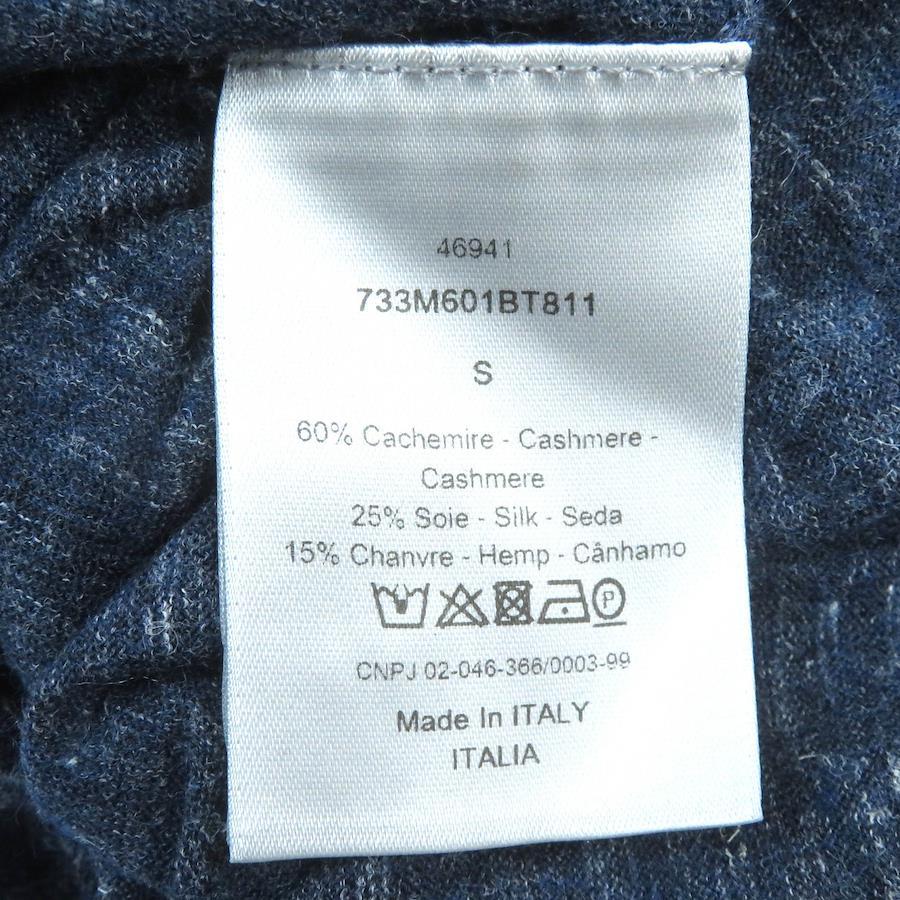 46941
733M601BT811
S
60% Cachemire - Cashmere -
Cashmere
25% Soie - Silk - Seda
15% Chanvre - Hemp - Cânhamo
P
CNPJ 02-046-366/0003-99
Made In ITALY
ITALIA